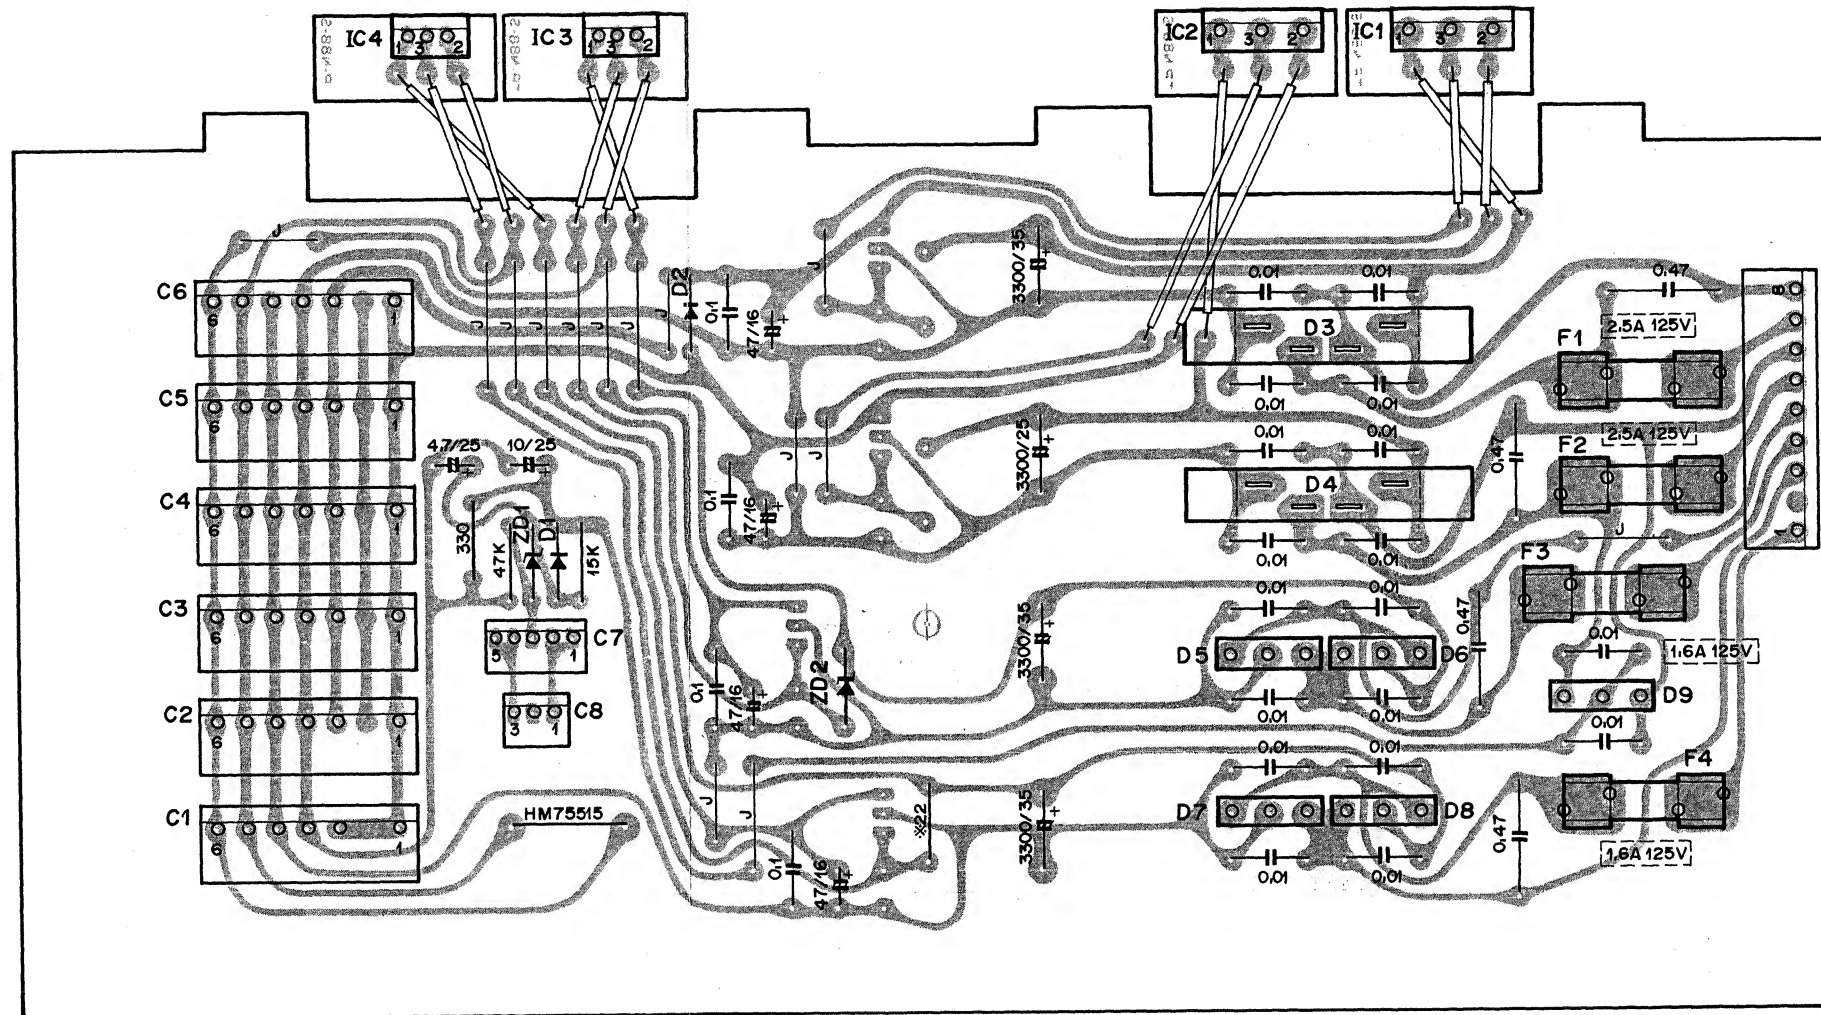 IC4 1 3 2
IC3 1 3 2
IC2 1 3 2
IC1 1 3 2
J
C6 6 1
J J J J J J
D2
0.1
47/16
J
3300/35
0.01 0.01
0.47
8
D3
2.5A 125V
F1
0.01 0.01
C5 6 1
4.7/25 10/25
J J
3300/25
0.01 0.01
0.47
2.5A 125V
F2
C4 6 1
0.1
47/16
D4
330
47K
ZD1
D1
15K
0.01 0.01
J
1
F3
C3 6 1
0.01 0.01
0.47
3300/35
5 1 C7
D5 D6
0.01
1.6A 125V
0.1
47/16
ZD2
D9
0.01 0.01
C2 6 1
3 1 C8
0.01
0.01 0.01
F4
J J
C1 6 1
HM75515
※22
3300/35
D7 D8
0.47
0.01 0.01
1.6A 125V
0.1
47/16